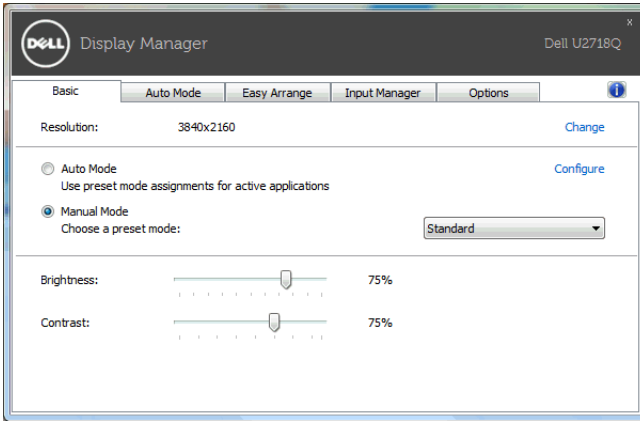 x
DELL Display Manager Dell U2718Q
Basic Auto Mode Easy Arrange Input Manager Options i
Resolution: 3840x2160 Change
Auto Mode Configure
Use preset mode assignments for active applications
Manual Mode
Choose a preset mode: Standard
Brightness: 75%
Contrast: 75%